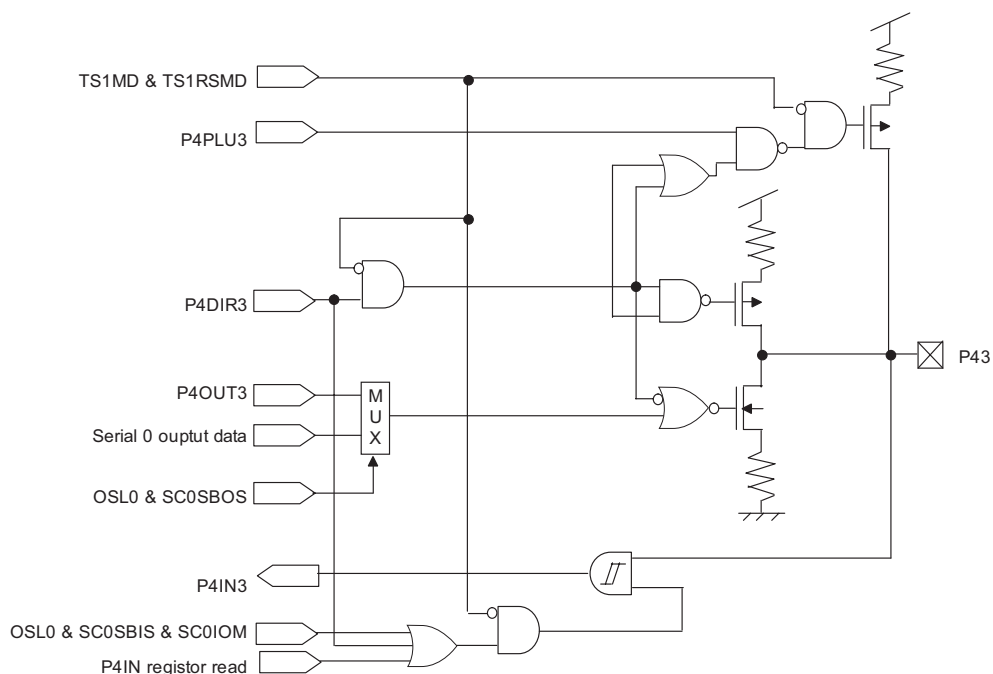 TS1MD & TS1RSMD
P4PLU3
P4DIR3
P43
P4OUT3
M
U
X
Serial 0 ouptut data
OSL0 & SC0SBOS
P4IN3
OSL0 & SC0SBIS & SC0IOM
P4IN registor read